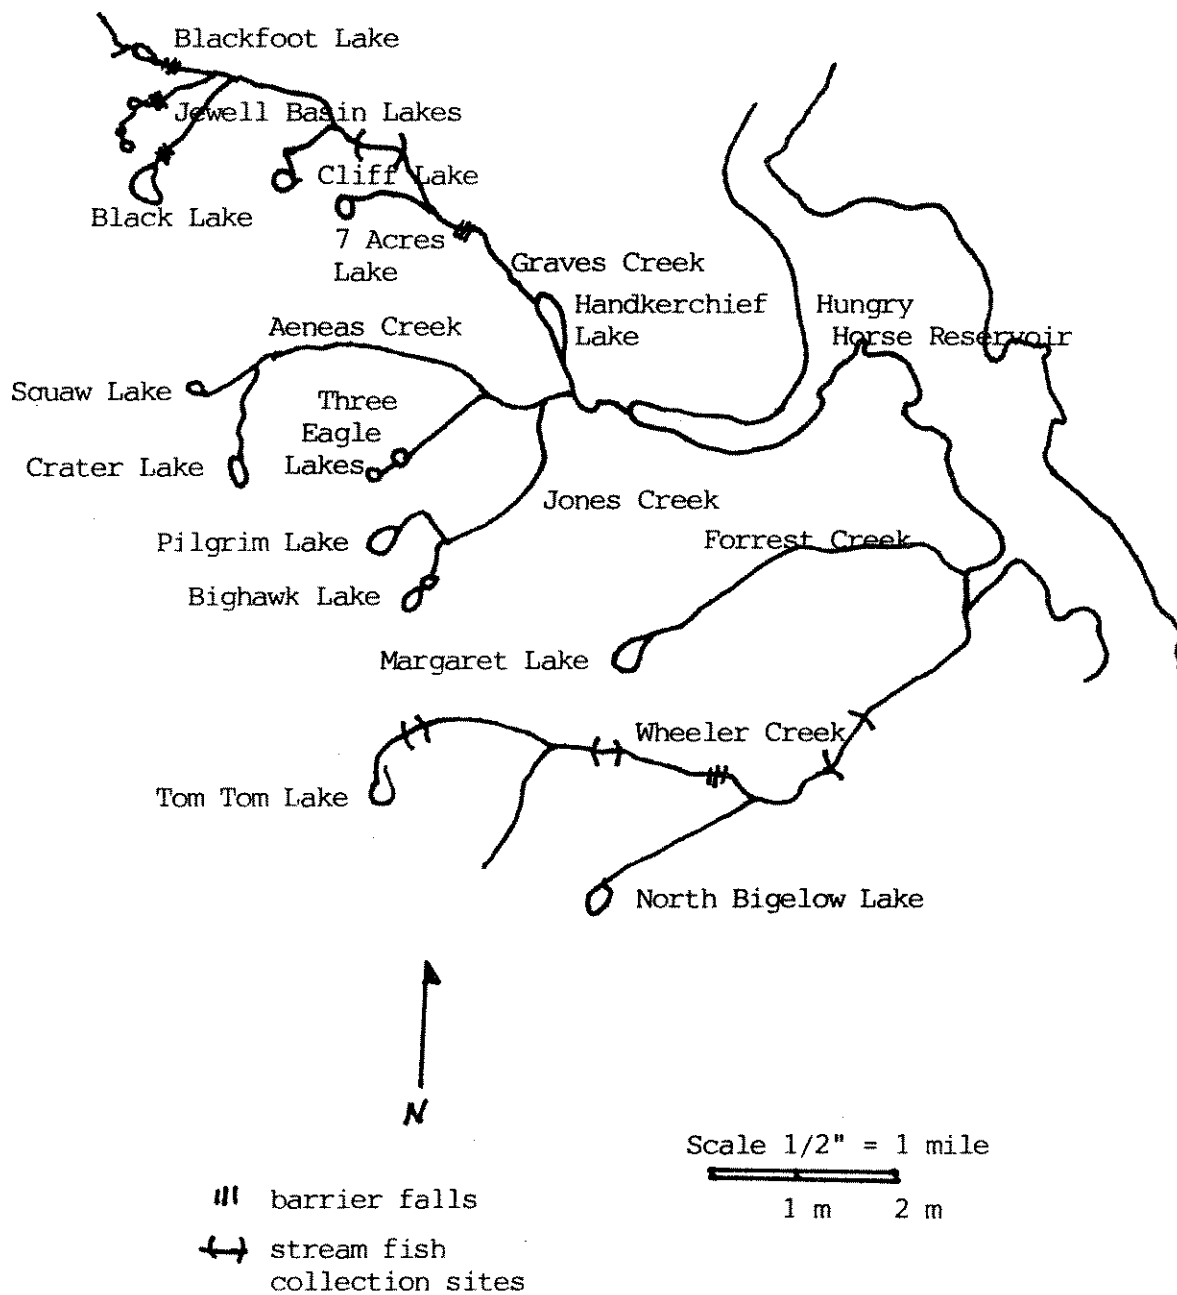 Blackfoot Lake
Jewell Basin Lakes
Cliff Lake
Black Lake
7 Acres
Lake
Graves Creek
Handkerchief
Lake
Hungry
Horse Reservoir
Aeneas Creek
Squaw Lake
Three
Eagle
Lakes
Crater Lake
Jones Creek
Pilgrim Lake
Forrest Creek
Bighawk Lake
Margaret Lake
Wheeler Creek
Tom Tom Lake
North Bigelow Lake
N
Scale 1/2" = 1 mile
1 m 2 m
barrier falls
stream fish
collection sites